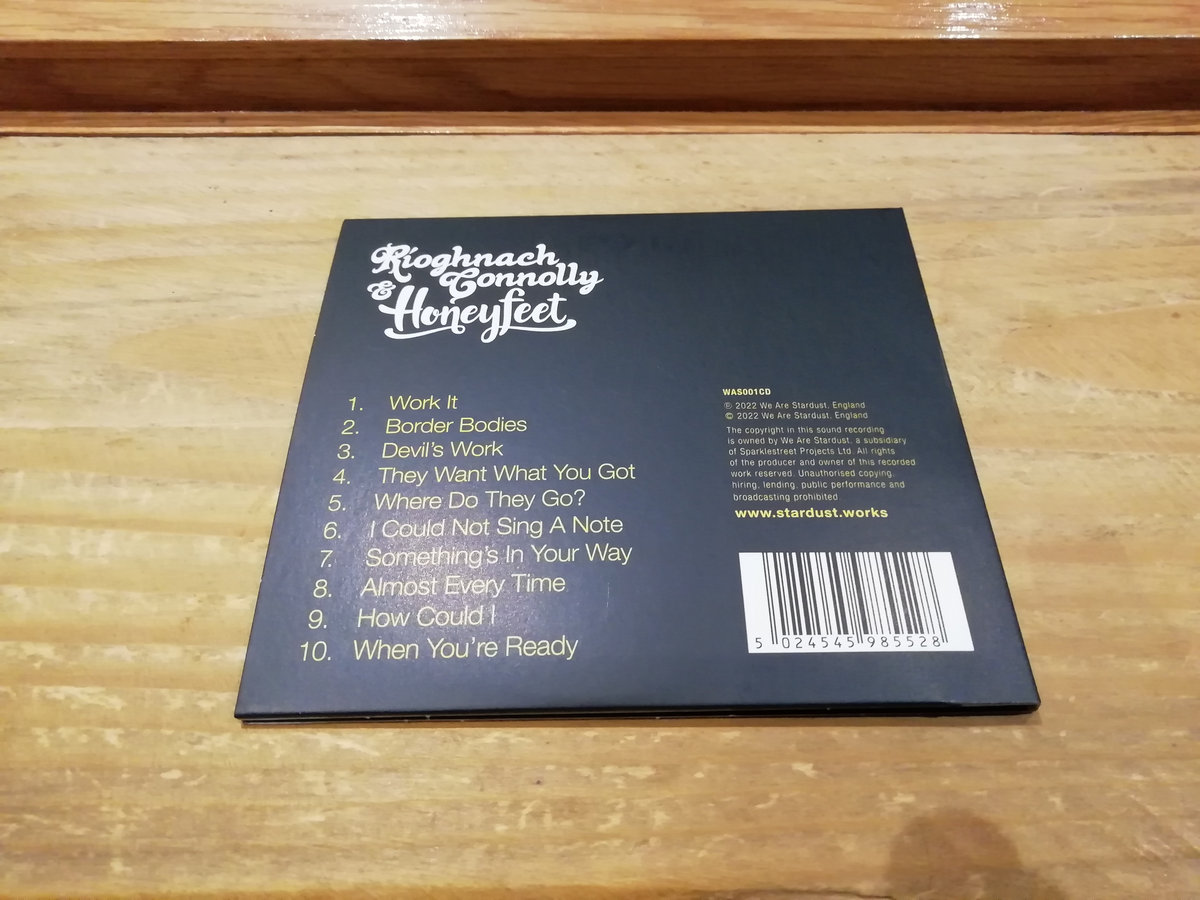 Ríoghnach
Connolly
& Honeyfeet
1. Work It
2. Border Bodies
3. Devil's Work
4. They Want What You Got
5. Where Do They Go?
6. I Could Not Sing A Note
7. Something's In Your Way
8. Almost Every Time
9. How Could I
10. When You're Ready
WAS001CD
℗ 2022 We Are Stardust, England
© 2022 We Are Stardust, England
The copyright in this sound recording
is owned by We Are Stardust, a subsidiary
of Sparklestreet Projects Ltd. All rights
of the producer and owner of this recorded
work reserved. Unauthorised copying,
hiring, lending, public performance and
broadcasting prohibited.
www.stardust.works
5 024545 985528